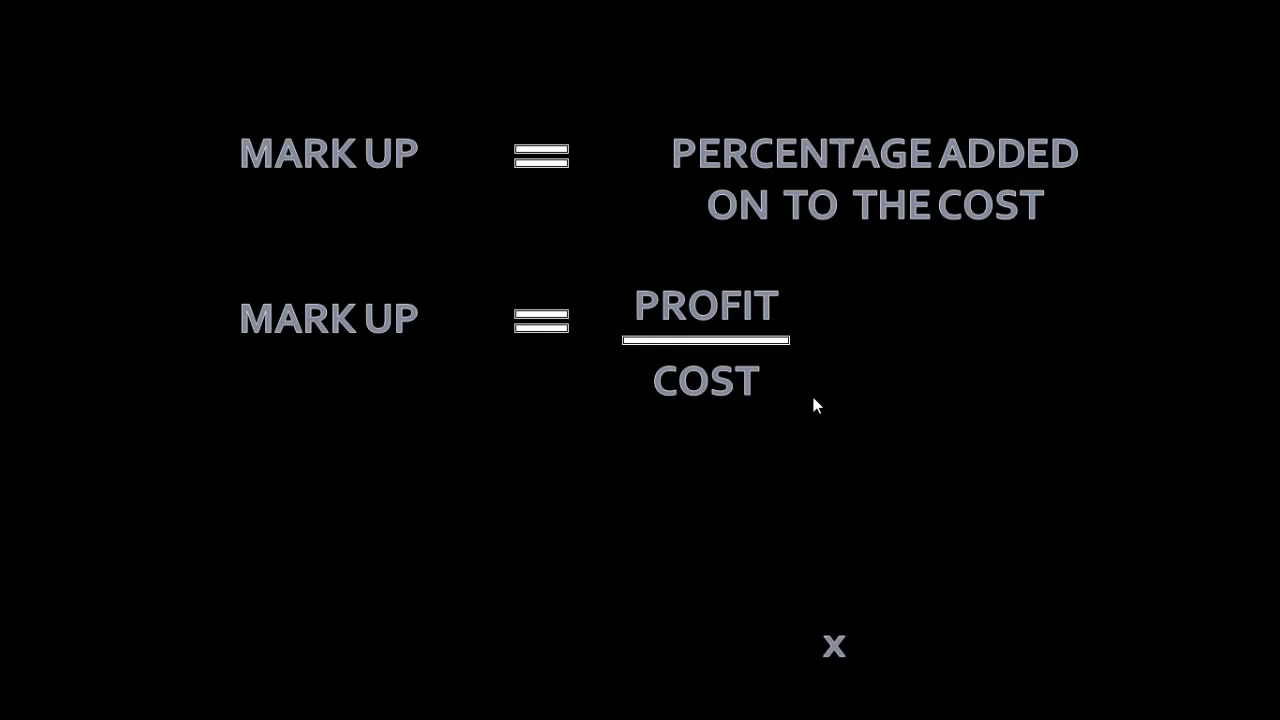 MARK UP = PERCENTAGE ADDED
ON TO THE COST
MARK UP = PROFIT
COST
x